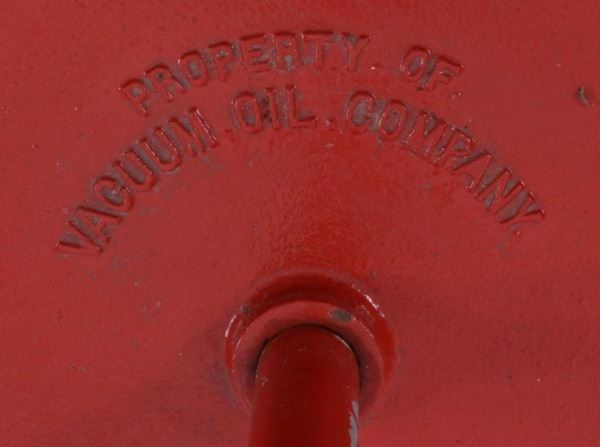 PROPERTY OF
VACUUM OIL COMPANY.